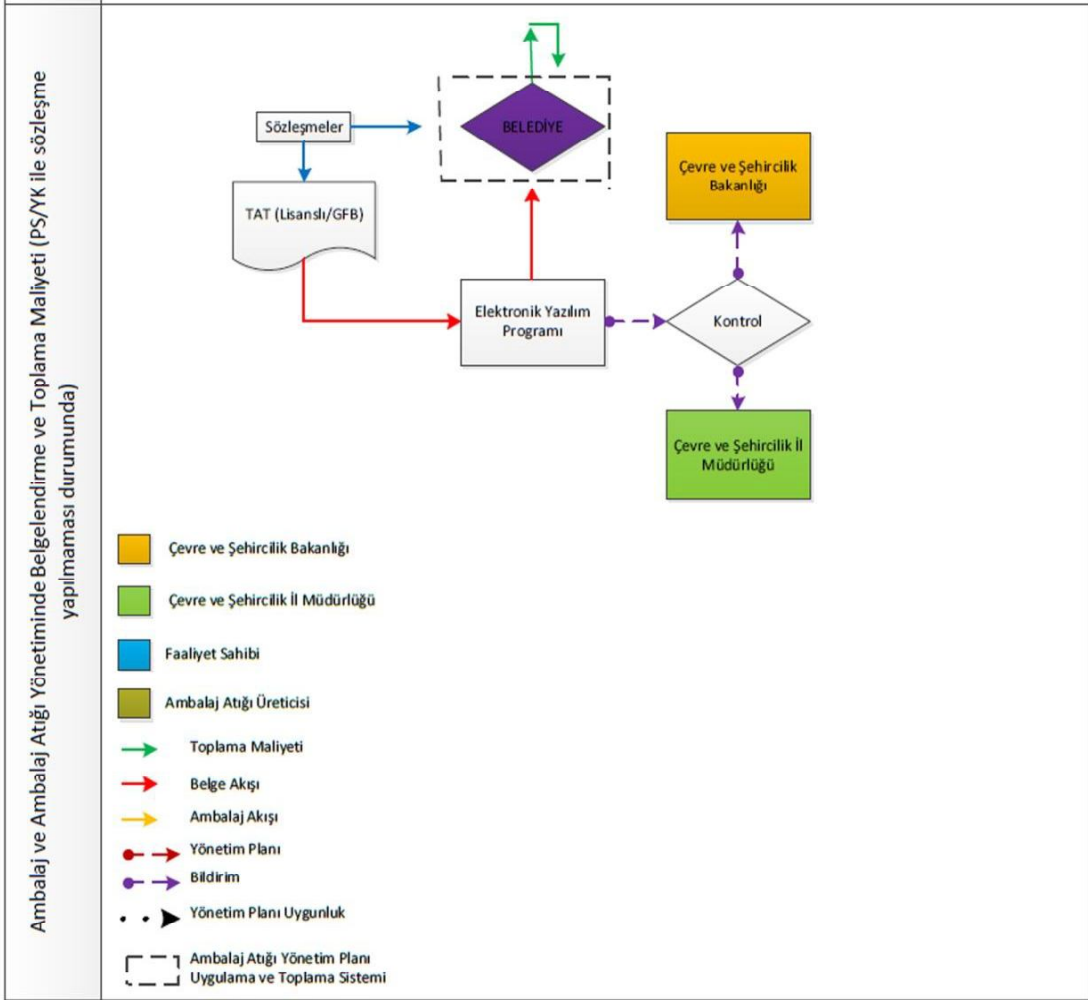 Ambalaj ve Ambalaj Atığı Yönetiminde Belgelendirme ve Toplama Maliyeti (PS/YK ile sözleşme
yapılmaması durumunda)
BELEDİYE
Sözleşmeler
TAT (Lisanslı/GFB)
Çevre ve Şehircilik
Bakanlığı
Elektronik Yazılım
Programı
Kontrol
Çevre ve Şehircilik İl
Müdürlüğü
Çevre ve Şehircilik Bakanlığı
Çevre ve Şehircilik İl Müdürlüğü
Faaliyet Sahibi
Ambalaj Atığı Üreticisi
Toplama Maliyeti
Belge Akışı
Ambalaj Akışı
Yönetim Planı
Bildirim
Yönetim Planı Uygunluk
Ambalaj Atığı Yönetim Planı
Uygulama ve Toplama Sistemi